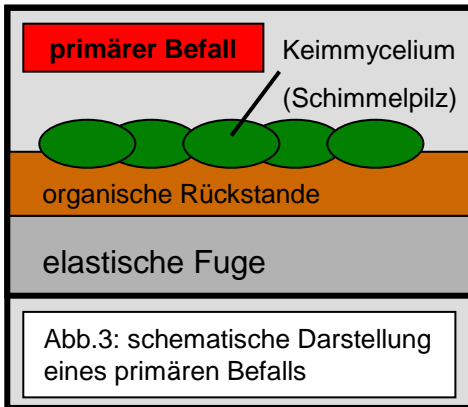 primärer Befall
Keimmycelium
(Schimmelpilz)
organische Rückstande
elastische Fuge
Abb.3: schematische Darstellung
eines primären Befalls